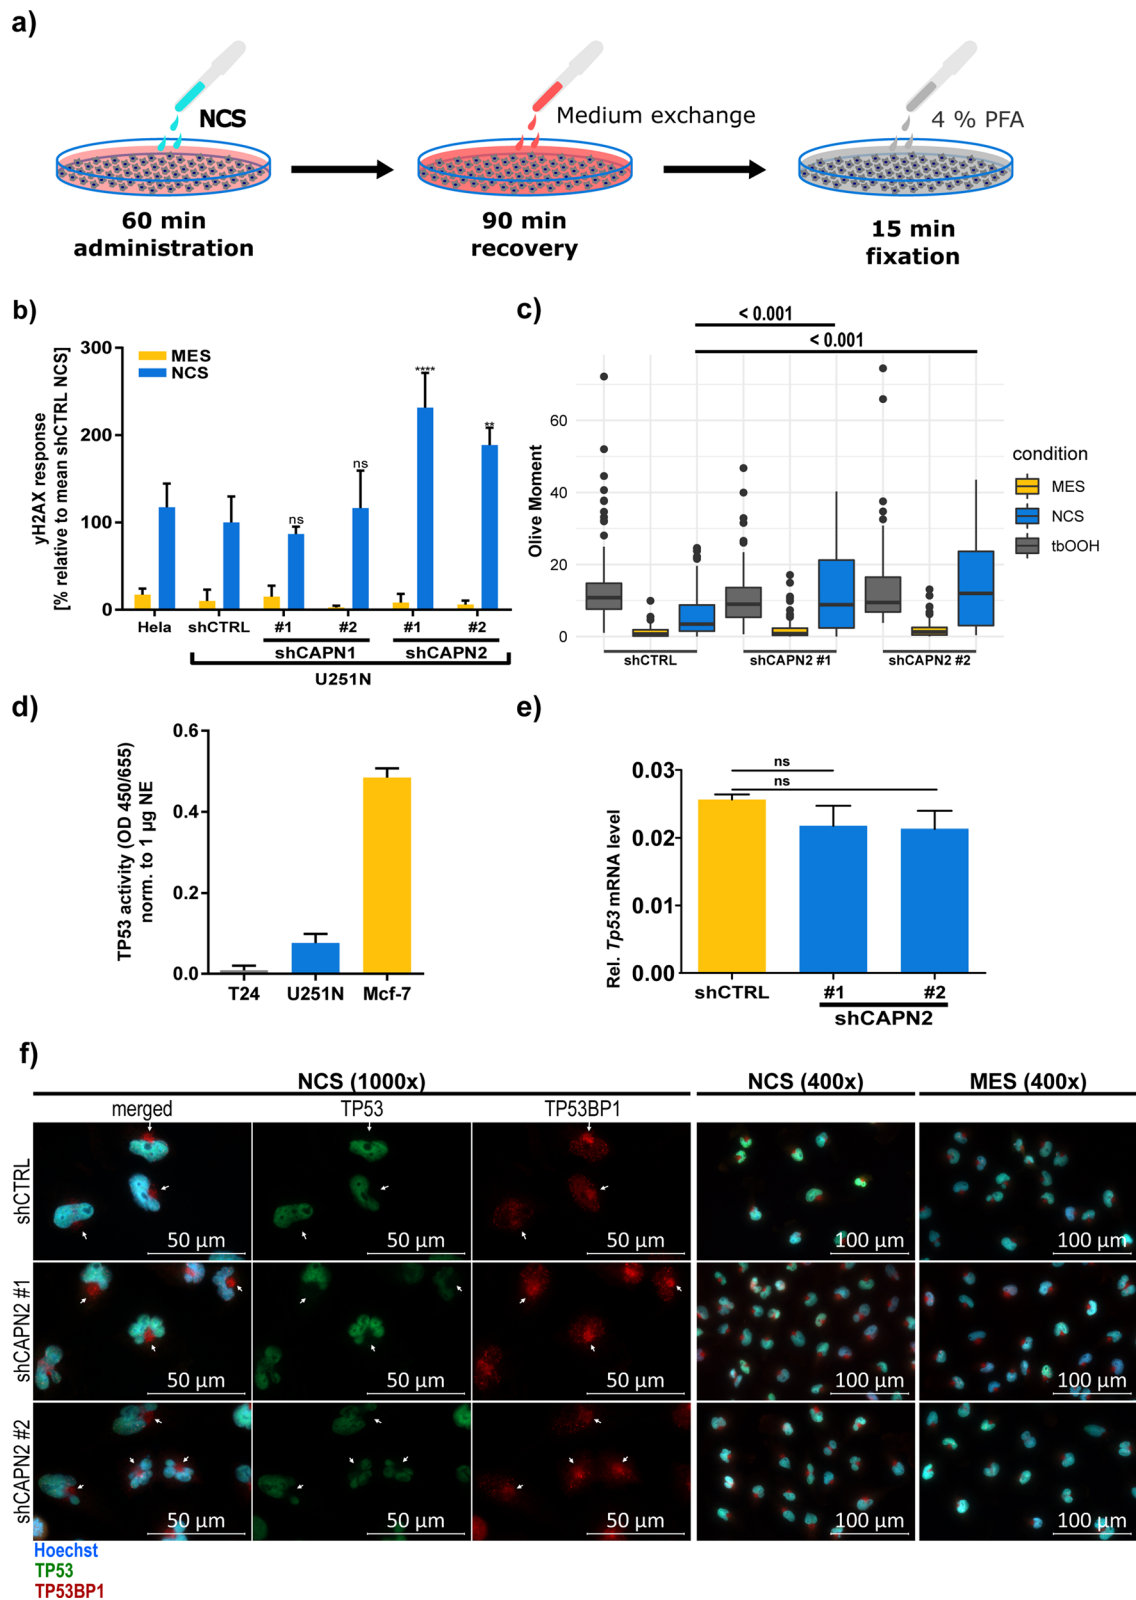 a)
NCS
Medium exchange
4 % PFA
60 min
administration
90 min
recovery
15 min
fixation
b)
yH2AX response
[% relative to mean shCTRL NCS]
300
200
100
0
MES
NCS
ns
ns
****
**
Hela
shCTRL
#1
#2
#1
#2
shCAPN1
shCAPN2
U251N
c)
< 0.001
< 0.001
Olive Moment
60
40
20
0
shCTRL
shCAPN2 #1
shCAPN2 #2
condition
MES
NCS
tbOOH
d)
TP53 activity (OD 450/655)
norm. to 1 µg NE
0.6
0.4
0.2
0.0
T24
U251N
Mcf-7
e)
Rel. Tp53 mRNA level
0.03
0.02
0.01
0.00
ns
ns
shCTRL
#1
#2
shCAPN2
f)
NCS (1000x)
NCS (400x)
MES (400x)
merged
TP53
TP53BP1
shCTRL
50 µm
50 µm
50 µm
100 µm
100 µm
shCAPN2 #1
50 µm
50 µm
50 µm
100 µm
100 µm
shCAPN2 #2
50 µm
50 µm
50 µm
100 µm
100 µm
Hoechst
TP53
TP53BP1